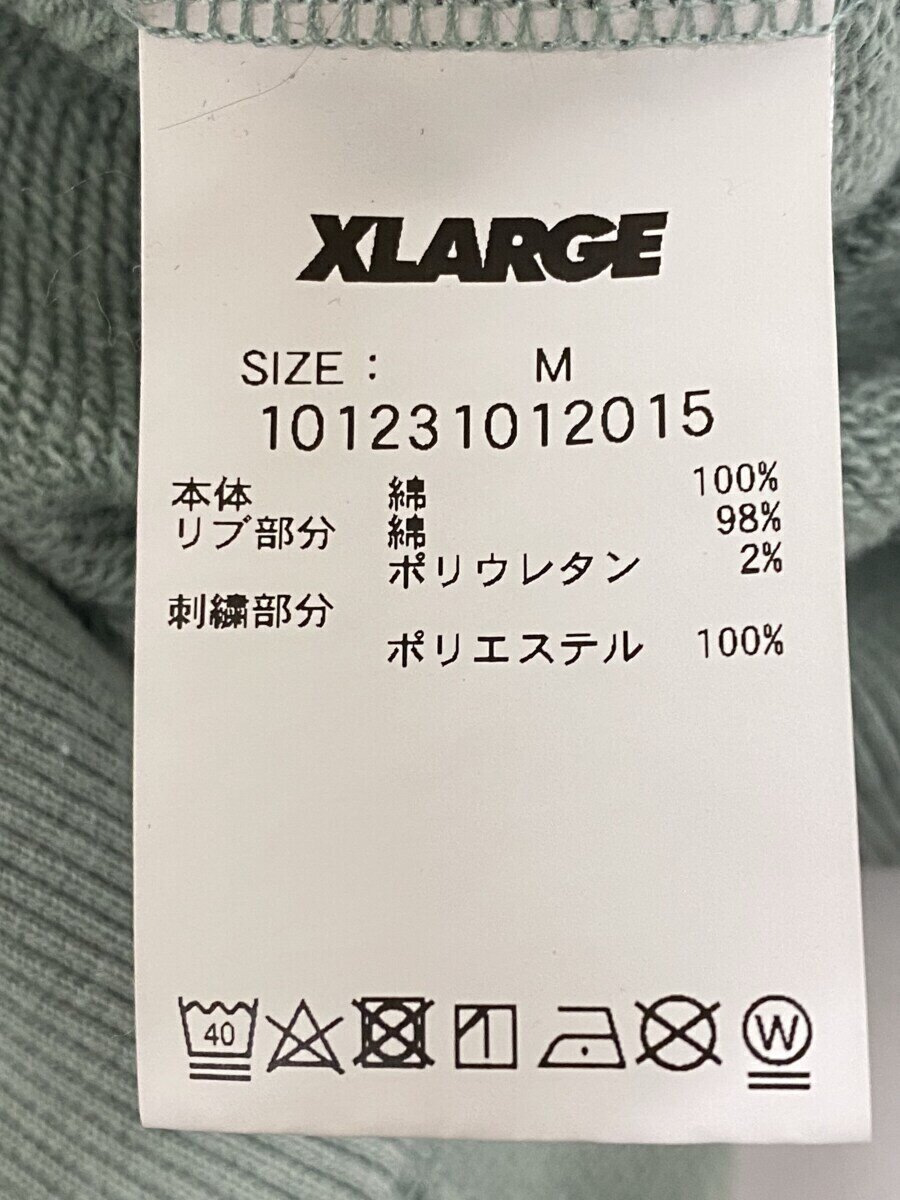 XLARGE
SIZE : M
101231012015
本体 綿 100%
リブ部分 綿 98%
ポリウレタン 2%
刺繍部分
ポリエステル 100%
40
W